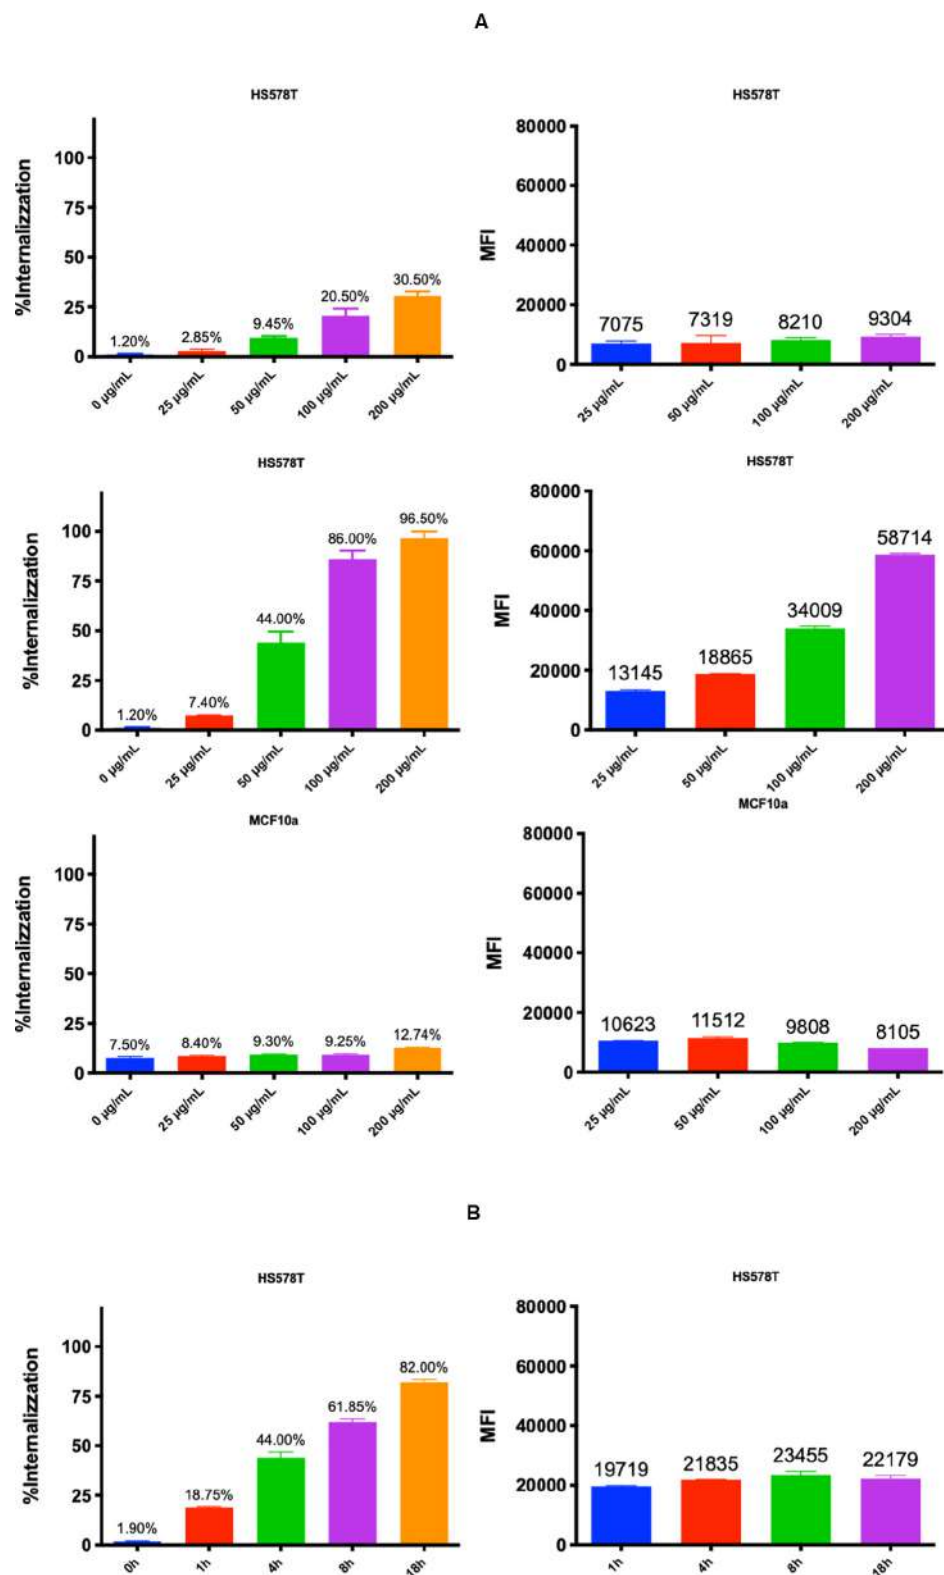 A
HS578T
%Internalizzation
100
75
50
25
0
1.20%
2.85%
9.45%
20.50%
30.50%
0 µg/mL
25 µg/mL
50 µg/mL
100 µg/mL
200 µg/mL
HS578T
MFI
80000
60000
40000
20000
0
7075
7319
8210
9304
25 µg/mL
50 µg/mL
100 µg/mL
200 µg/mL
HS578T
%Internalizzation
100
75
50
25
0
1.20%
7.40%
44.00%
86.00%
96.50%
0 µg/mL
25 µg/mL
50 µg/mL
100 µg/mL
200 µg/mL
HS578T
MFI
80000
60000
40000
20000
0
13145
18865
34009
58714
25 µg/mL
50 µg/mL
100 µg/mL
200 µg/mL
MCF10a
%Internalizzation
100
75
50
25
0
7.50%
8.40%
9.30%
9.25%
12.74%
0 µg/mL
25 µg/mL
50 µg/mL
100 µg/mL
200 µg/mL
MCF10a
MFI
80000
60000
40000
20000
0
10623
11512
9808
8105
25 µg/mL
50 µg/mL
100 µg/mL
200 µg/mL
B
HS578T
%Internalizzation
100
75
50
25
0
1.90%
18.75%
44.00%
61.85%
82.00%
0h
1h
4h
8h
18h
HS578T
MFI
80000
60000
40000
20000
0
19719
21835
23455
22179
1h
4h
8h
18h